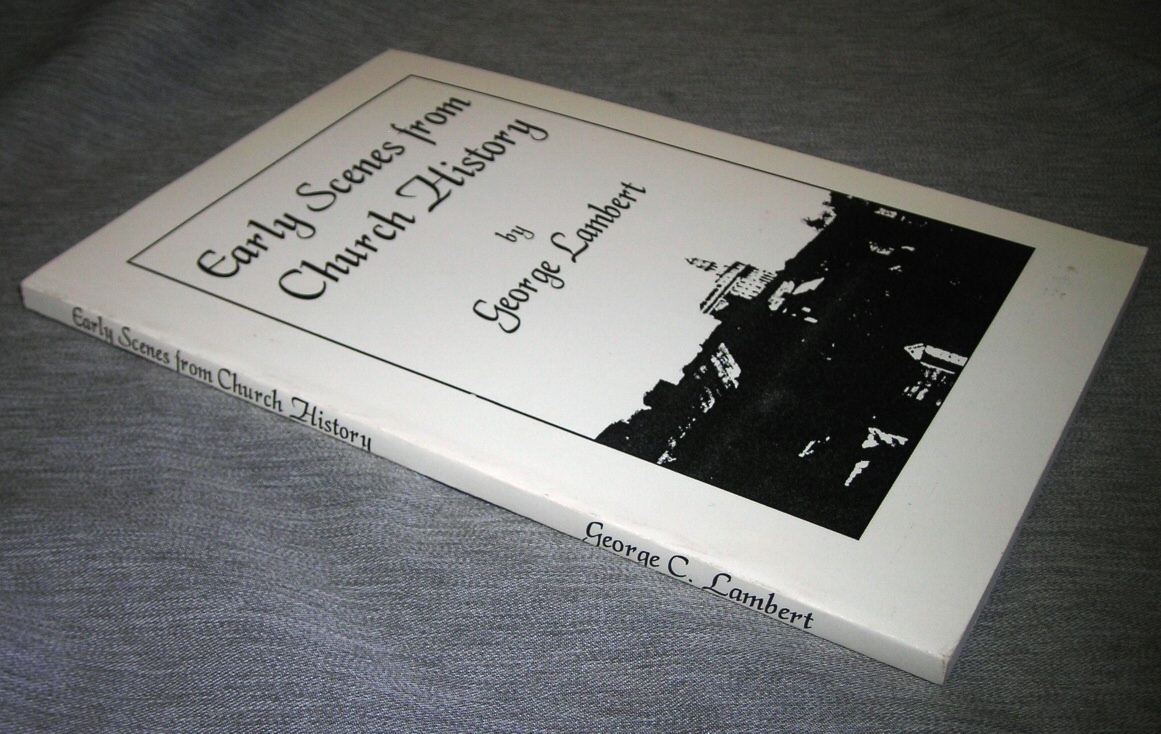 Early Scenes from
Church History
by
George Lambert
Early Scenes from Church History
George C. Lambert